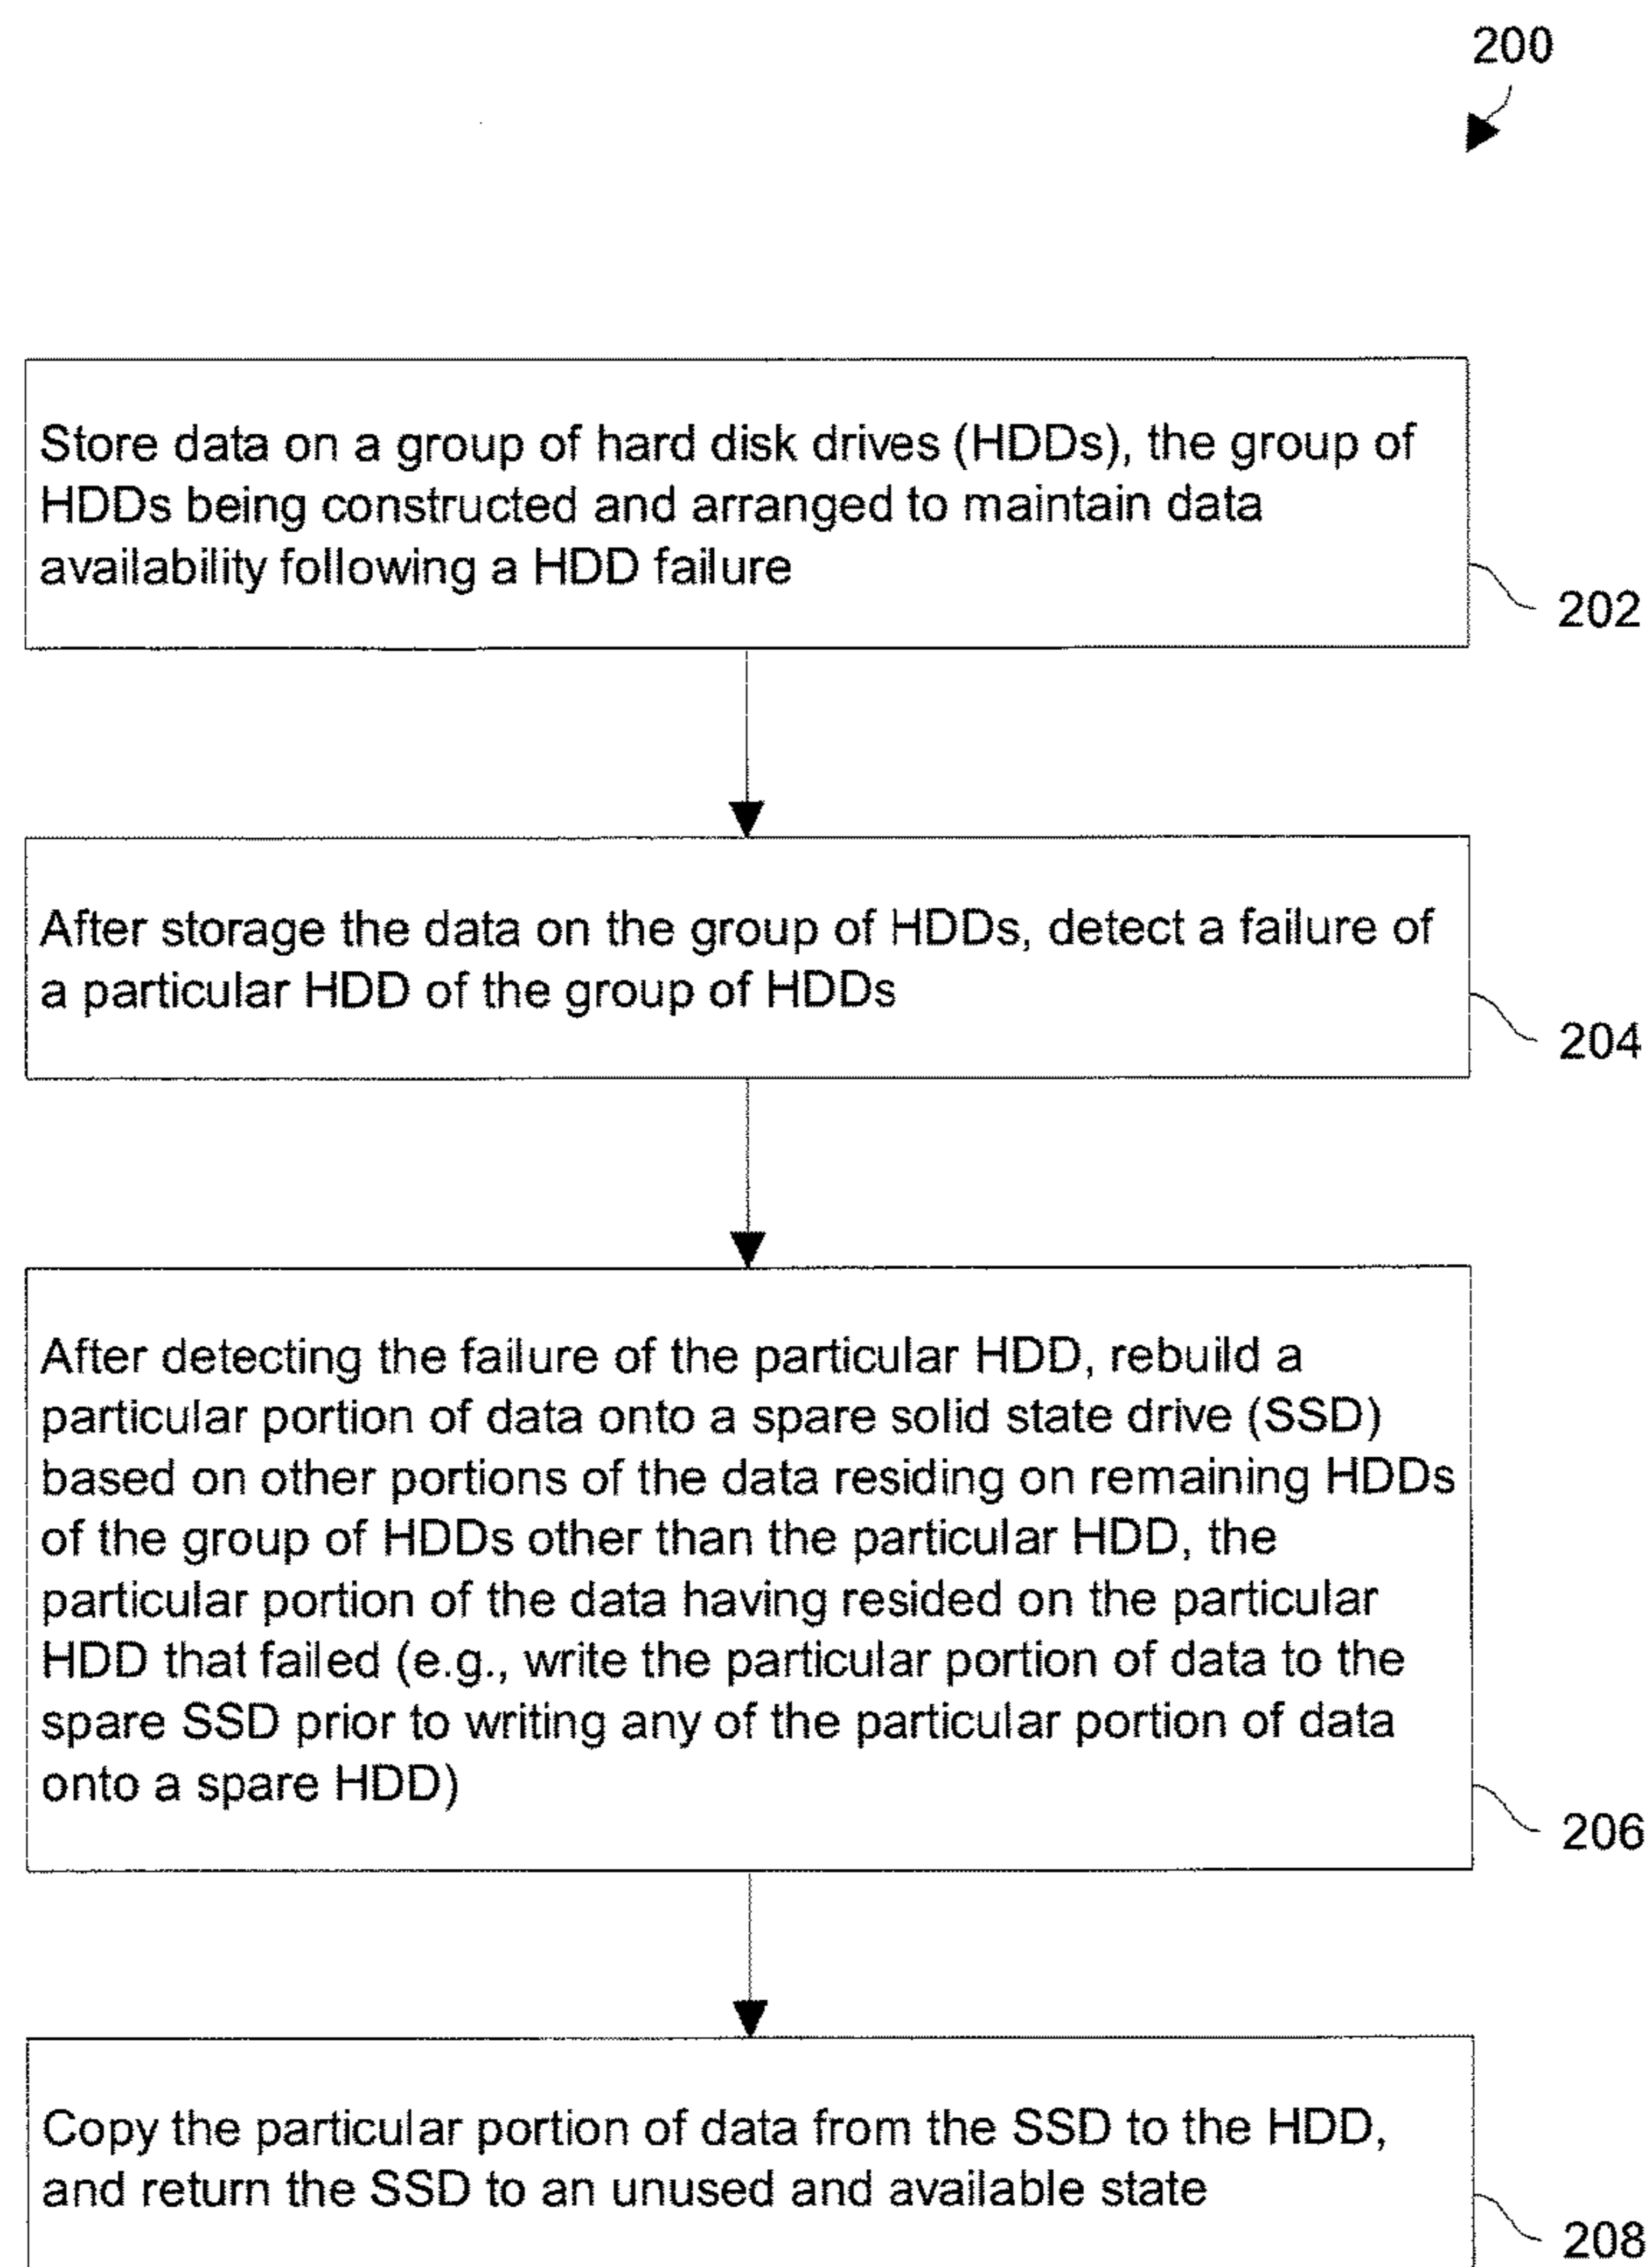 200
Store data on a group of hard disk drives (HDDs), the group of
HDDs being constructed and arranged to maintain data
availability following a HDD failure
202
After storage the data on the group of HDDs, detect a failure of
a particular HDD of the group of HDDs
204
After detecting the failure of the particular HDD, rebuild a
particular portion of data onto a spare solid state drive (SSD)
based on other portions of the data residing on remaining HDDs
of the group of HDDs other than the particular HDD, the
particular portion of the data having resided on the particular
HDD that failed (e.g., write the particular portion of data to the
spare SSD prior to writing any of the particular portion of data
onto a spare HDD)
206
Copy the particular portion of data from the SSD to the HDD,
and return the SSD to an unused and available state
208